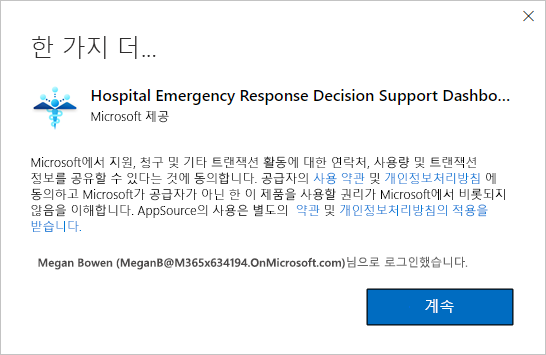 한 가지 더...
Hospital Emergency Response Decision Support Dashbo...
Microsoft 제공
Microsoft에서 지원, 청구 및 기타 트랜잭션 활동에 대한 연락처, 사용량 및 트랜잭션
정보를 공유할 수 있다는 것에 동의합니다. 공급자의 사용 약관 및 개인정보처리방침 에
동의하고 Microsoft가 공급자가 아닌 한 이 제품을 사용할 권리가 Microsoft에서 비롯되지
않음을 이해합니다. AppSource의 사용은 별도의 약관 및 개인정보처리방침의 적용을
받습니다.
Megan Bowen (MeganB@M365x634194.OnMicrosoft.com)님으로 로그인했습니다.
계속